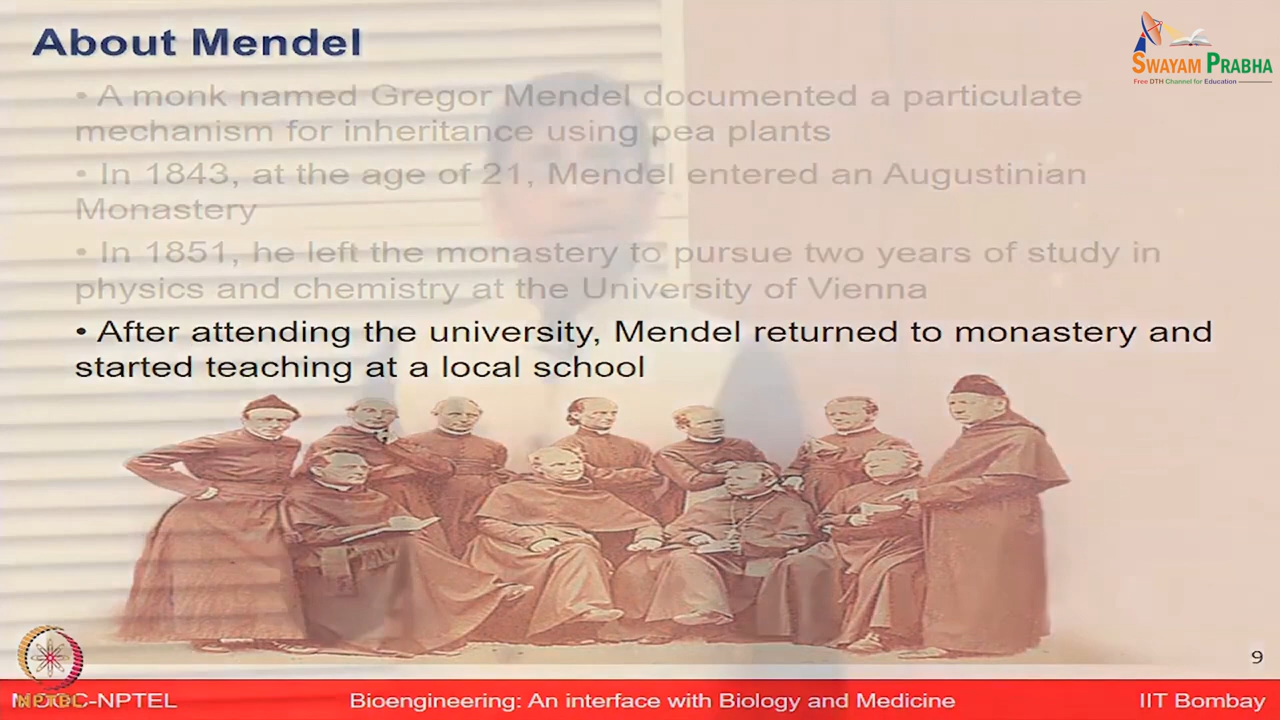 About Mendel
SWAYAM PRABHA
Free DTH Channel for Education
• A monk named Gregor Mendel documented a particulate
mechanism for inheritance using pea plants
• In 1843, at the age of 21, Mendel entered an Augustinian
Monastery
• In 1851, he left the monastery to pursue two years of study in
physics and chemistry at the University of Vienna
• After attending the university, Mendel returned to monastery and
started teaching at a local school
9
NPTEL
-NPTEL
Bioengineering: An interface with Biology and Medicine
IIT Bombay